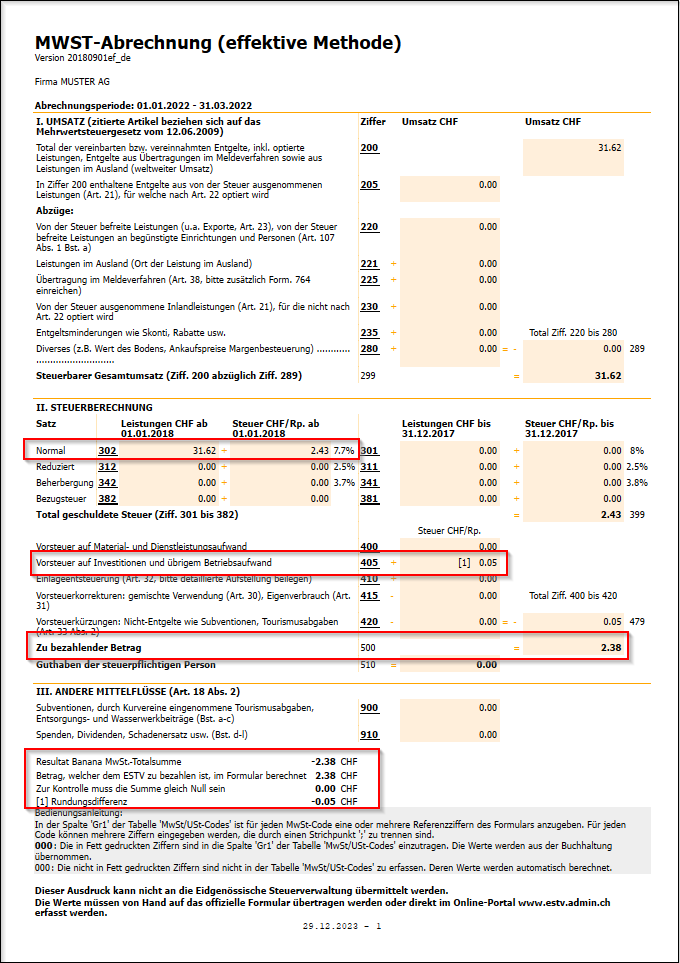 MWST-Abrechnung (effektive Methode)
Version 20180901ef_de
Firma MUSTER AG
Abrechnungsperiode: 01.01.2022 - 31.03.2022
I. UMSATZ (zitierte Artikel beziehen sich auf das Mehrwertsteuergesetz vom 12.06.2009) Ziffer Umsatz CHF Umsatz CHF
Total der vereinbarten bzw. vereinnahmten Entgelte, inkl. optierte 200 31.62
Leistungen, Entgelte aus Übertragungen im Meldeverfahren sowie aus
Leistungen im Ausland (weltweiter Umsatz)
In Ziffer 200 enthaltene Entgelte aus von der Steuer ausgenommenen 205 0.00
Leistungen (Art. 21), für welche nach Art. 22 optiert wird
Abzüge:
Von der Steuer befreite Leistungen (u.a. Exporte, Art. 23), von der Steuer 220 0.00
befreite Leistungen an begünstigte Einrichtungen und Personen (Art. 107
Abs. 1 Bst. a)
Leistungen im Ausland (Ort der Leistung im Ausland) 221 + 0.00
Übertragung im Meldeverfahren (Art. 38, bitte zusätzlich Form. 764 225 + 0.00
einreichen)
Von der Steuer ausgenommene Inlandleistungen (Art. 21), für die nicht nach 230 + 0.00
Art. 22 optiert wird
Entgeltsminderungen wie Skonti, Rabatte usw. 235 + 0.00 Total Ziff. 220 bis 280
Diverses (z.B. Wert des Bodens, Ankaufspreise Margenbesteuerung) ............ 280 + 0.00 = - 0.00 289
............................
Steuerbarer Gesamtumsatz (Ziff. 200 abzüglich Ziff. 289) 299 = 31.62
II. STEUERBERECHNUNG
Satz Leistungen CHF ab 01.01.2018 Steuer CHF/Rp. ab 01.01.2018 Leistungen CHF bis 31.12.2017 Steuer CHF/Rp. bis 31.12.2017
Normal 302 31.62 + 2.43 7.7% 301 0.00 + 0.00 8%
Reduziert 312 0.00 + 0.00 2.5% 311 0.00 + 0.00 2.5%
Beherbergung 342 0.00 + 0.00 3.7% 341 0.00 + 0.00 3.8%
Bezugsteuer 382 0.00 + 0.00 381 0.00 + 0.00
Total geschuldete Steuer (Ziff. 301 bis 382) = 2.43 399
Steuer CHF/Rp.
Vorsteuer auf Material- und Dienstleistungsaufwand 400 0.00
Vorsteuer auf Investitionen und übrigem Betriebsaufwand 405 + [1] 0.05
Einlageentsteuerung (Art. 32, bitte detaillierte Aufstellung beilegen) 410 + 0.00
Vorsteuerkorrekturen: gemischte Verwendung (Art. 30), Eigenverbrauch (Art. 415 - 0.00 Total Ziff. 400 bis 420
31)
Vorsteuerkürzungen: Nicht-Entgelte wie Subventionen, Tourismusabgaben 420 - 0.00 = - 0.05 479
(Art. 33 Abs. 2)
Zu bezahlender Betrag 500 = 2.38
Guthaben der steuerpflichtigen Person 510 = 0.00
III. ANDERE MITTELFLÜSSE (Art. 18 Abs. 2)
Subventionen, durch Kurvereine eingenommene Tourismusabgaben, 900 0.00
Entsorgungs- und Wasserwerkbeiträge (Bst. a-c)
Spenden, Dividenden, Schadenersatz usw. (Bst. d-l) 910 0.00
Resultat Banana MwSt.-Totalsumme -2.38 CHF
Betrag, welcher dem ESTV zu bezahlen ist, im Formular berechnet 2.38 CHF
Zur Kontrolle muss die Summe gleich Null sein 0.00 CHF
[1] Rundungsdifferenz -0.05 CHF
Bedienungsanleitung:
In der Spalte 'Gr1' der Tabelle 'MwSt/USt-Codes' ist für jeden MwSt-Code eine oder mehrere Referenzziffern des Formulars anzugeben. Für jeden
Code können mehrere Ziffern eingegeben werden, die durch einen Strichpunkt ';' zu trennen sind.
000: Die in Fett gedruckten Ziffern sind in die Spalte 'Gr1' der Tabelle 'MwSt/USt-Codes' einzutragen. Die Werte werden aus der Buchhaltung
übernommen.
000: Die nicht in Fett gedruckten Ziffern sind nicht in der Tabelle 'MwSt/USt-Codes' zu erfassen. Deren Werte werden automatisch berechnet.
Dieser Ausdruck kann nicht an die Eidgenössische Steuerverwaltung übermittelt werden.
Die Werte müssen von Hand auf das offizielle Formular übertragen werden oder direkt im Online-Portal www.estv.admin.ch
erfasst werden.
29.12.2023 - 1